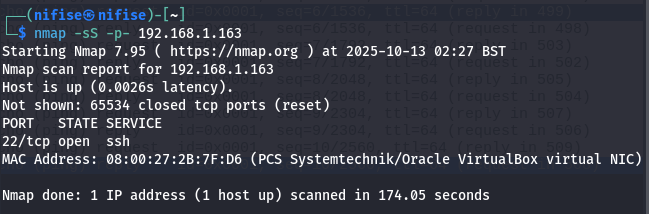 ┌──(nifise㉿nifise)-[~]
└─$ nmap -sS -p- 192.168.1.163
Starting Nmap 7.95 ( https://nmap.org ) at 2025-10-13 02:27 BST
Nmap scan report for 192.168.1.163
Host is up (0.0026s latency).
Not shown: 65534 closed tcp ports (reset)
PORT   STATE SERVICE
22/tcp open  ssh
MAC Address: 08:00:27:2B:7F:D6 (PCS Systemtechnik/Oracle VirtualBox virtual NIC)
Nmap done: 1 IP address (1 host up) scanned in 174.05 seconds